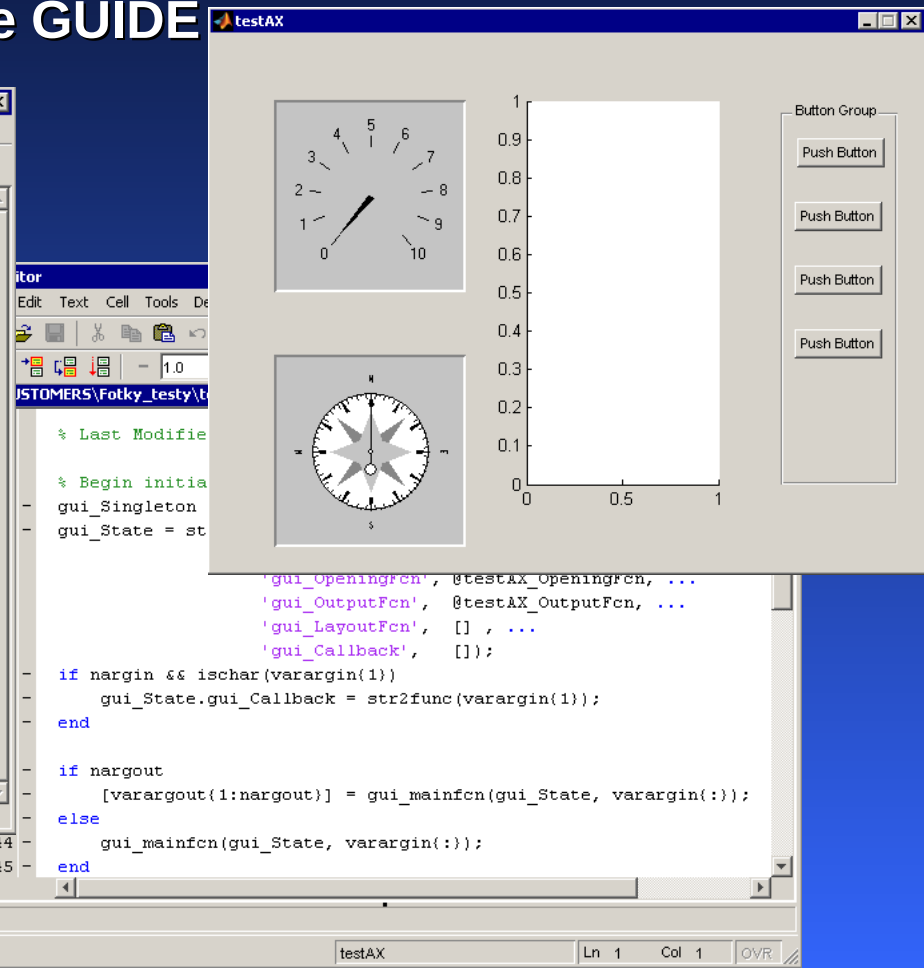 e GUIDE
testAX
4 5 6
3 7
2 8
1 9
0 10
N
E
S
1
0.9
0.8
0.7
0.6
0.5
0.4
0.3
0.2
0.1
0
0 0.5 1
Button Group
Push Button
Push Button
Push Button
Push Button
itor
Edit Text Cell Tools De
1.0
JSTOMERS\Fotky_testy\t
% Last Modifie
% Begin initia
gui_Singleton
gui_State = st
'gui_OpeningFcn', @testAX_OpeningFcn, ...
'gui_OutputFcn', @testAX_OutputFcn, ...
'gui_LayoutFcn', [] , ...
'gui_Callback', []);
if nargin && ischar(varargin{1})
gui_State.gui_Callback = str2func(varargin{1});
end
if nargout
[varargout{1:nargout}] = gui_mainfcn(gui_State, varargin{:});
else
44 gui_mainfcn(gui_State, varargin{:});
45 end
testAX Ln 1 Col 1 OVR